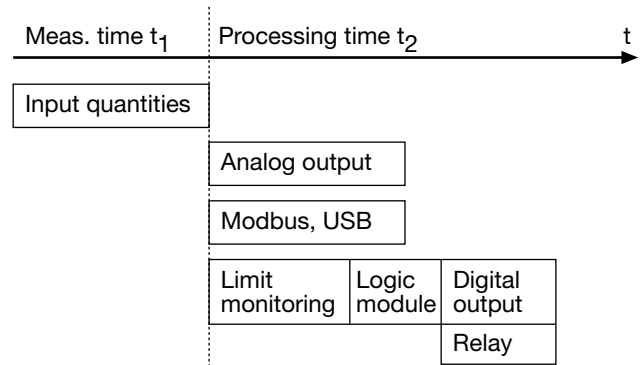 Meas. time t1 Processing time t2 t
Input quantities
Analog output
Modbus, USB
Limit monitoring
Logic module
Digital output
Relay